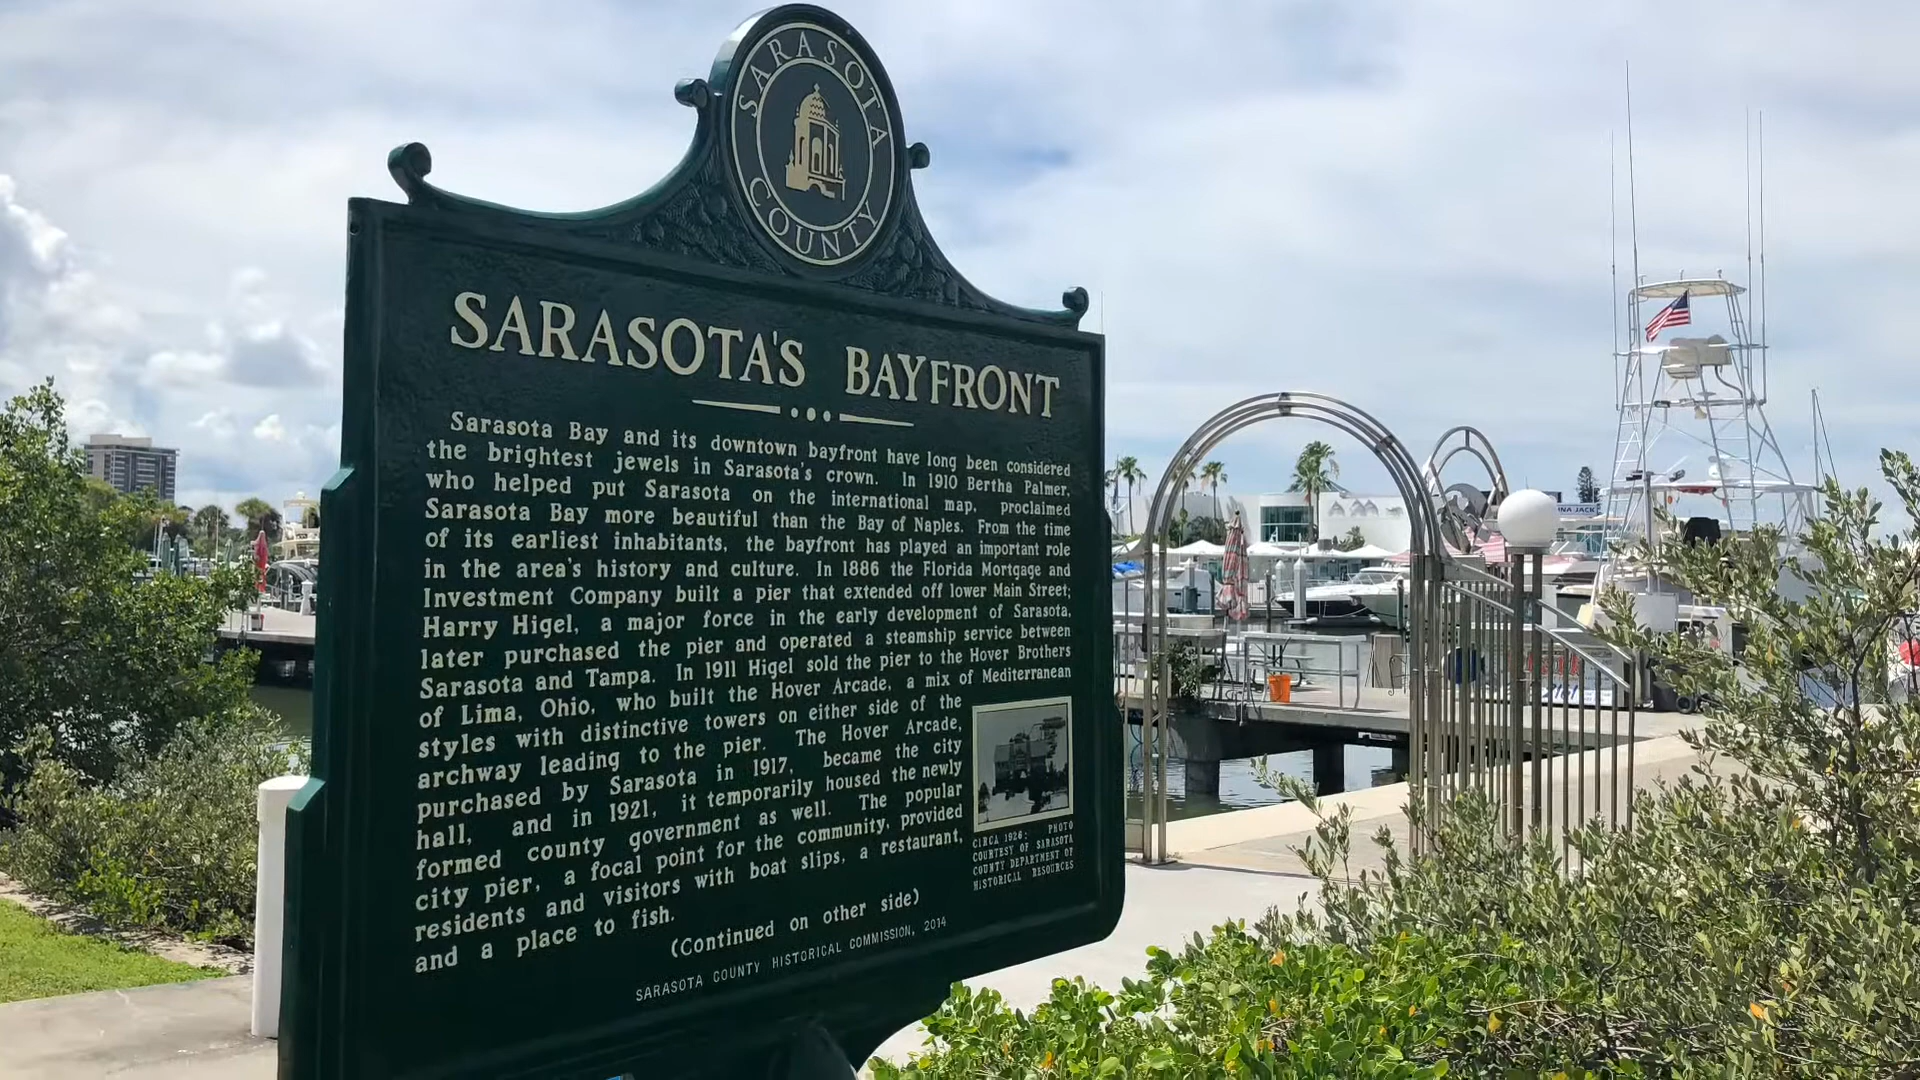 SARASOTA
COUNTY
SARASOTA'S BAYFRONT
Sarasota Bay and its downtown bayfront have long been considered
the brightest jewels in Sarasota's crown. In 1910 Bertha Palmer,
who helped put Sarasota on the international map, proclaimed
Sarasota Bay more beautiful than the Bay of Naples. From the time
of its earliest inhabitants, the bayfront has played an important role
in the area's history and culture. In 1886 the Florida Mortgage and
Investment Company built a pier that extended off lower Main Street;
Harry Higel, a major force in the early development of Sarasota,
later purchased the pier and operated a steamship service between
Sarasota and Tampa. In 1911 Higel sold the pier to the Hover Brothers
of Lima, Ohio, who built the Hover Arcade, a mix of Mediterranean
styles with distinctive towers on either side of the
archway leading to the pier. The Hover Arcade,
purchased by Sarasota in 1917, became the city
hall, and in 1921, it temporarily housed the newly
formed county government as well. The popular
city pier, a focal point for the community, provided
residents and visitors with boat slips, a restaurant,
and a place to fish.
CIRCA 1926: PHOTO
COURTESY OF SARASOTA
COUNTY DEPARTMENT OF
HISTORICAL RESOURCES
(Continued on other side)
SARASOTA COUNTY HISTORICAL COMMISSION, 2014
JACK